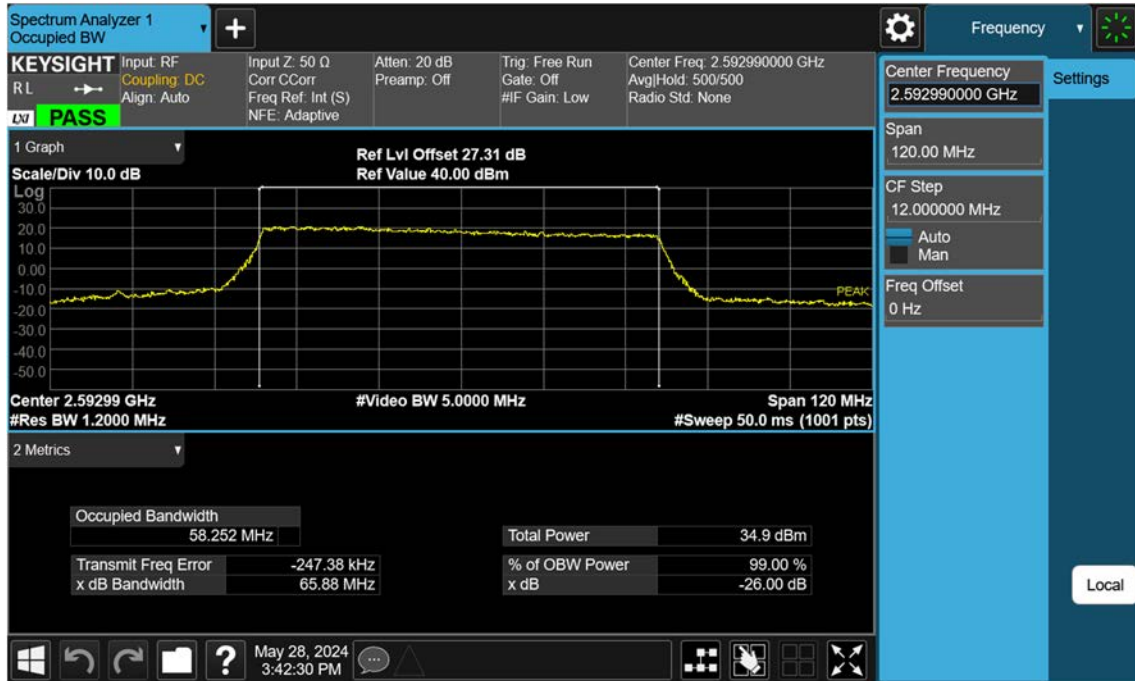 Spectrum Analyzer 1
Occupied BW
+
Frequency
KEYSIGHT
RL
LXI
PASS
Input: RF
Coupling: DC
Align: Auto
Input Z: 50 Ω
Corr CCorr
Freq Ref: Int (S)
NFE: Adaptive
Atten: 20 dB
Preamp: Off
Trig: Free Run
Gate: Off
#IF Gain: Low
Center Freq: 2.592990000 GHz
Avg|Hold: 500/500
Radio Std: None
Center Frequency
2.592990000 GHz
Settings
Span
120.00 MHz
CF Step
12.000000 MHz
Auto
Man
Freq Offset
0 Hz
Local
1 Graph
Scale/Div 10.0 dB
Ref Lvl Offset 27.31 dB
Ref Value 40.00 dBm
Log
30.0
20.0
10.0
0.00
-10.0
-20.0
-30.0
-40.0
-50.0
PEAK
Center 2.59299 GHz
#Video BW 5.0000 MHz
Span 120 MHz
#Res BW 1.2000 MHz
#Sweep 50.0 ms (1001 pts)
2 Metrics
Occupied Bandwidth
58.252 MHz
Total Power 34.9 dBm
Transmit Freq Error -247.38 kHz
% of OBW Power 99.00 %
x dB Bandwidth 65.88 MHz
x dB -26.00 dB
?
May 28, 2024
3:42:30 PM